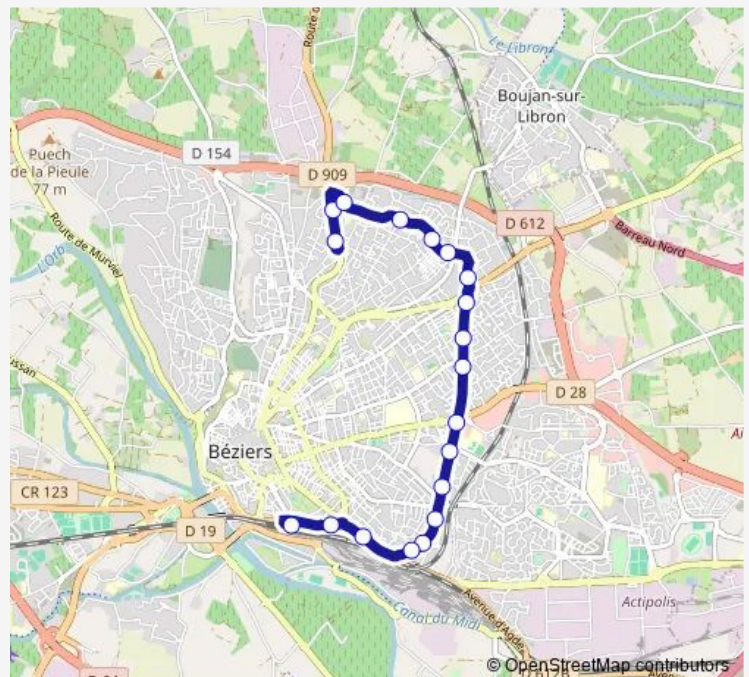 Le Libron
Boujan-sur-
Libron
Route de
D 154
Puech
de la Pieule
77 m
D 909
D 612
Barreau Nord
L'Orb
Route de Murviel
D 28
Béziers
CR 123
D 19
Canal du Midi
Avenue d'Agde
Actipolis
© OpenStreetMap contributors